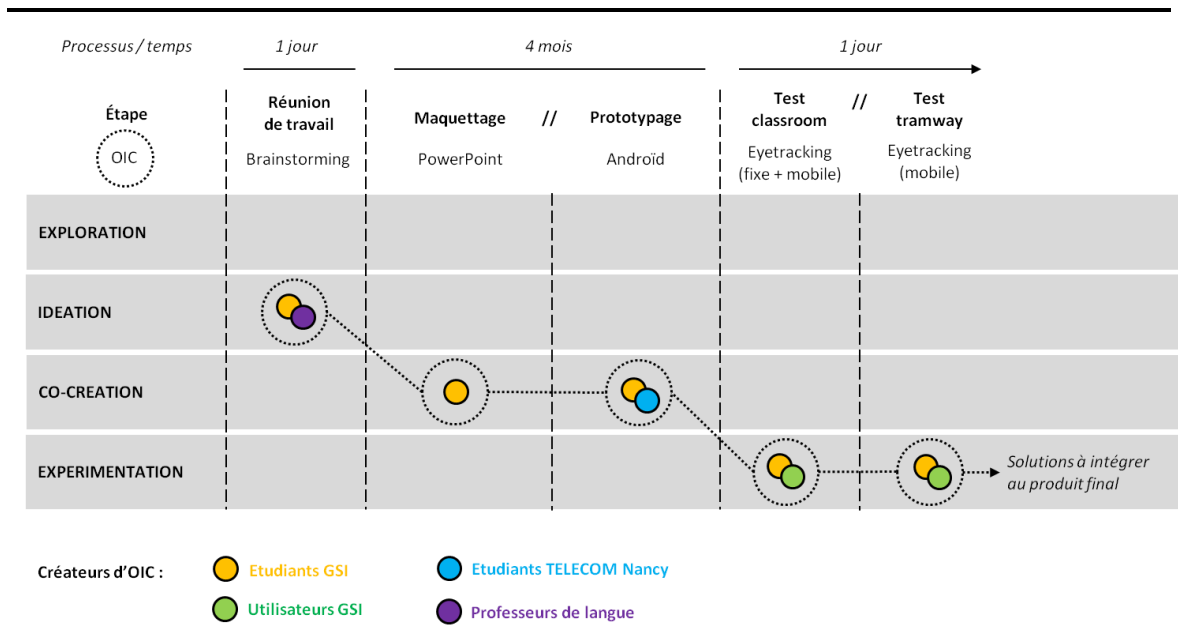 Processus / temps
1 jour
4 mois
1 jour
Étape
OIC
Réunion
de travail
Brainstorming
Maquettage
PowerPoint
//
Prototypage
Androïd
Test
classroom
Eyetracking
(fixe + mobile)
//
Test
tramway
Eyetracking
(mobile)
EXPLORATION
IDEATION
CO-CREATION
EXPERIMENTATION
Solutions à intégrer
au produit final
Créateurs d’OIC :
Etudiants GSI
Etudiants TELECOM Nancy
Utilisateurs GSI
Professeurs de langue